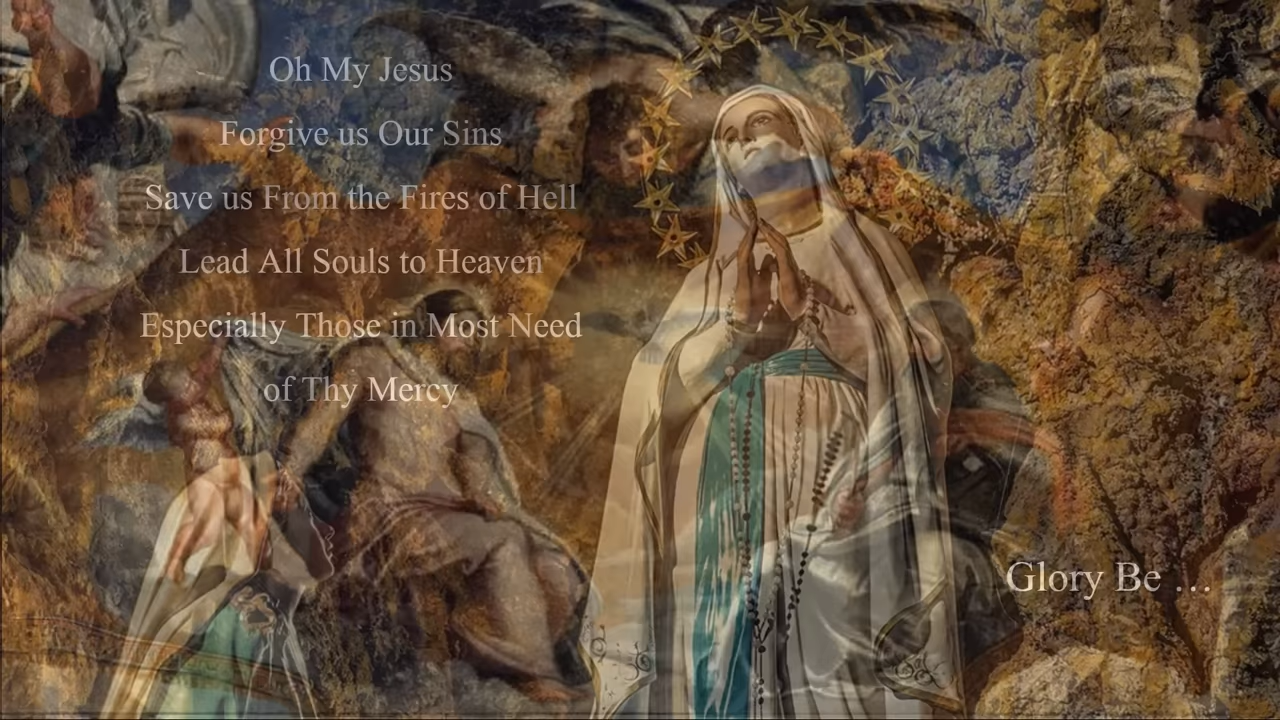 Oh My Jesus
Forgive us Our Sins
Save us From the Fires of Hell
Lead All Souls to Heaven
Especially Those in Most Need
of Thy Mercy
Glory Be …